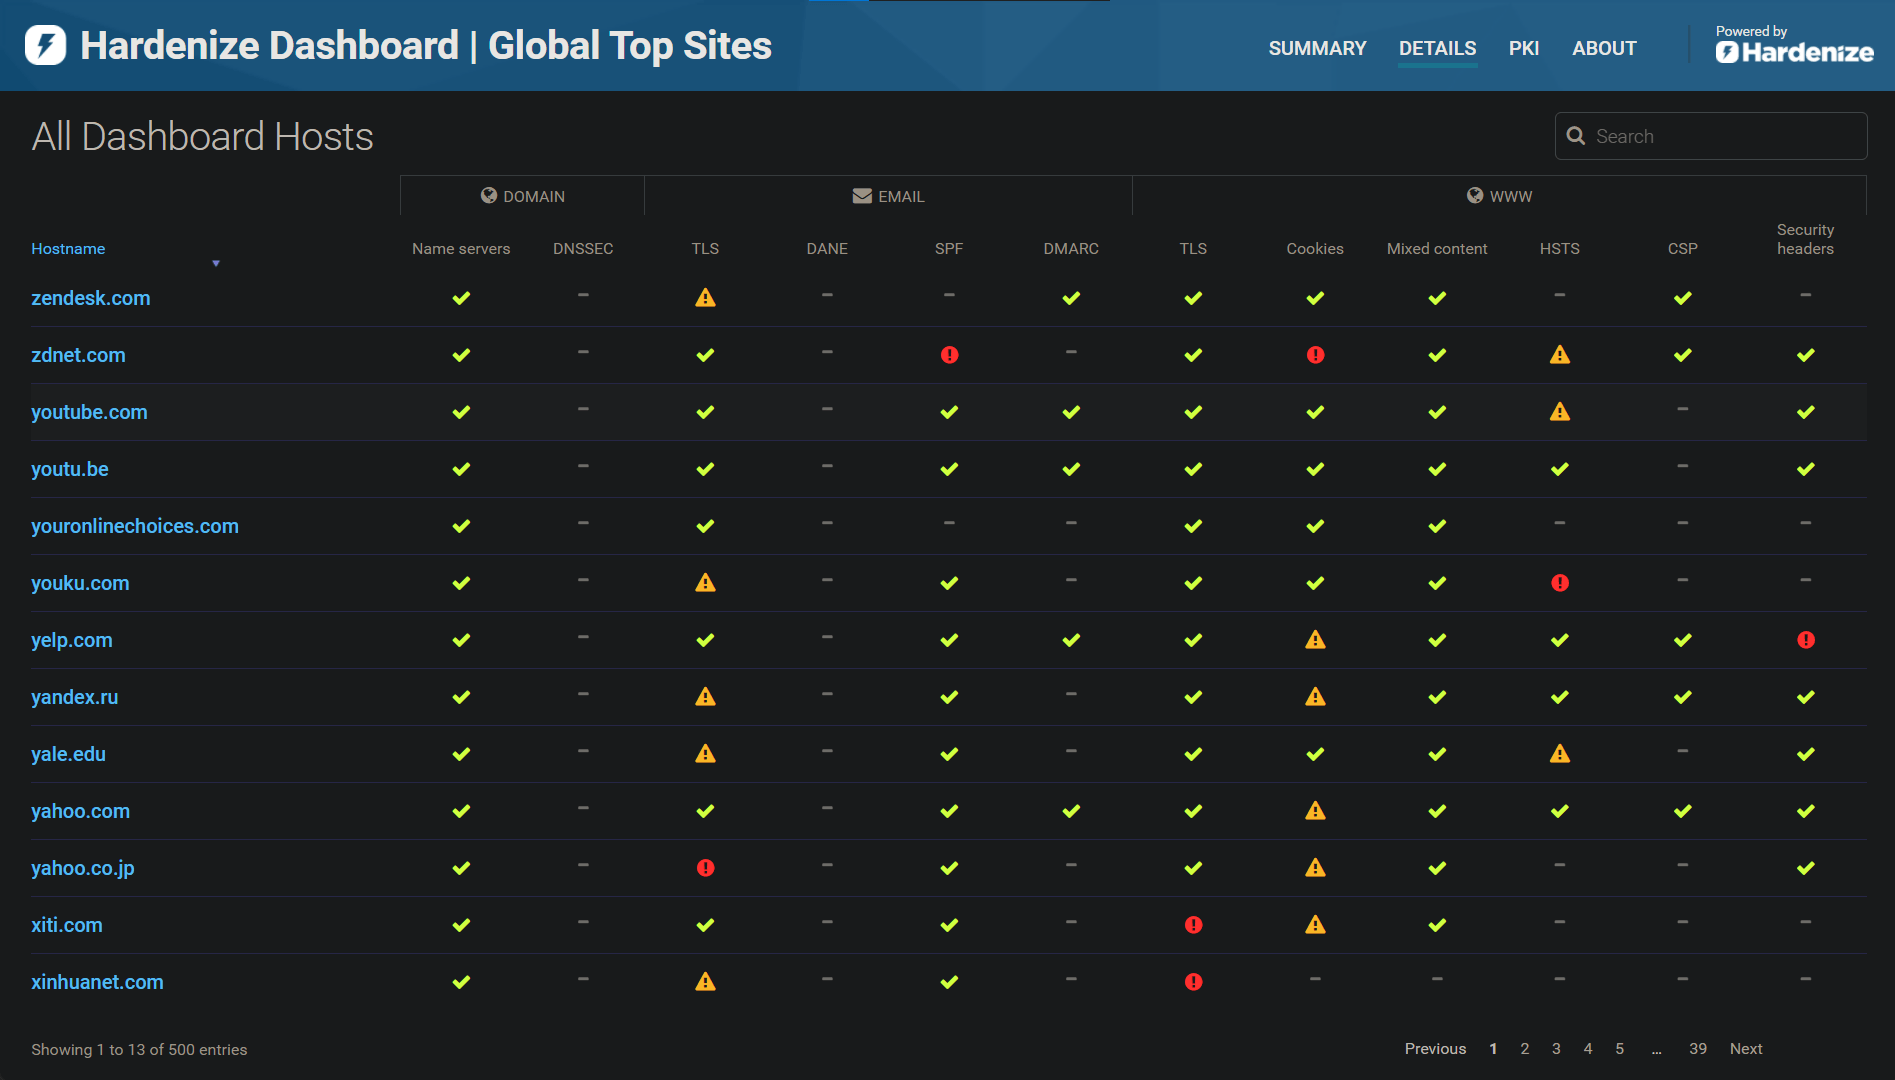 Hardenize Dashboard | Global Top Sites
SUMMARY DETAILS PKI ABOUT
Powered by
Hardenize
All Dashboard Hosts
Search
DOMAIN EMAIL WWW
Hostname Name servers DNSSEC TLS DANE SPF DMARC TLS Cookies Mixed content HSTS CSP Security headers
zendesk.com
zdnet.com
youtube.com
youtu.be
youronlinechoices.com
youku.com
yelp.com
yandex.ru
yale.edu
yahoo.com
yahoo.co.jp
xiti.com
xinhuanet.com
Showing 1 to 13 of 500 entries
Previous 1 2 3 4 5 … 39 Next